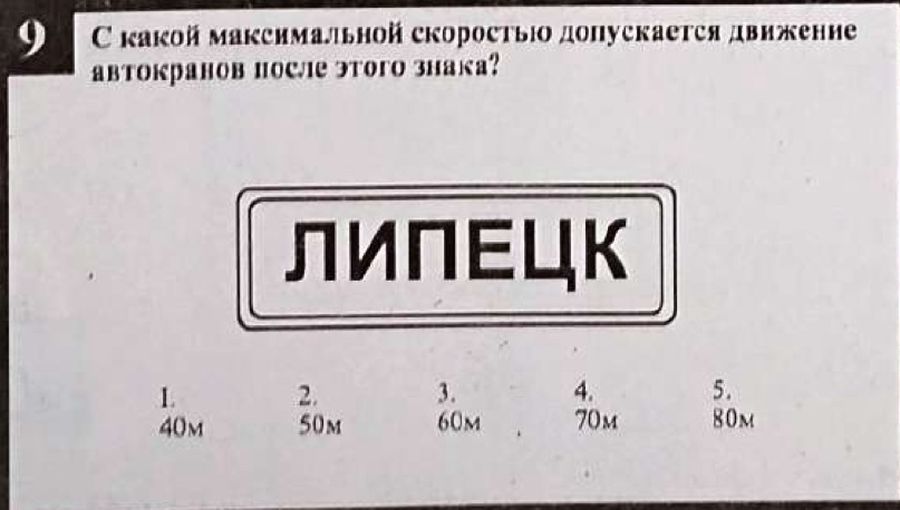 9
С какой максимальной скоростью допускается движение
автокранов после этого знака?
ЛИПЕЦК
1. 2. 3. 4. 5.
40м 50м 60м 70м 80м